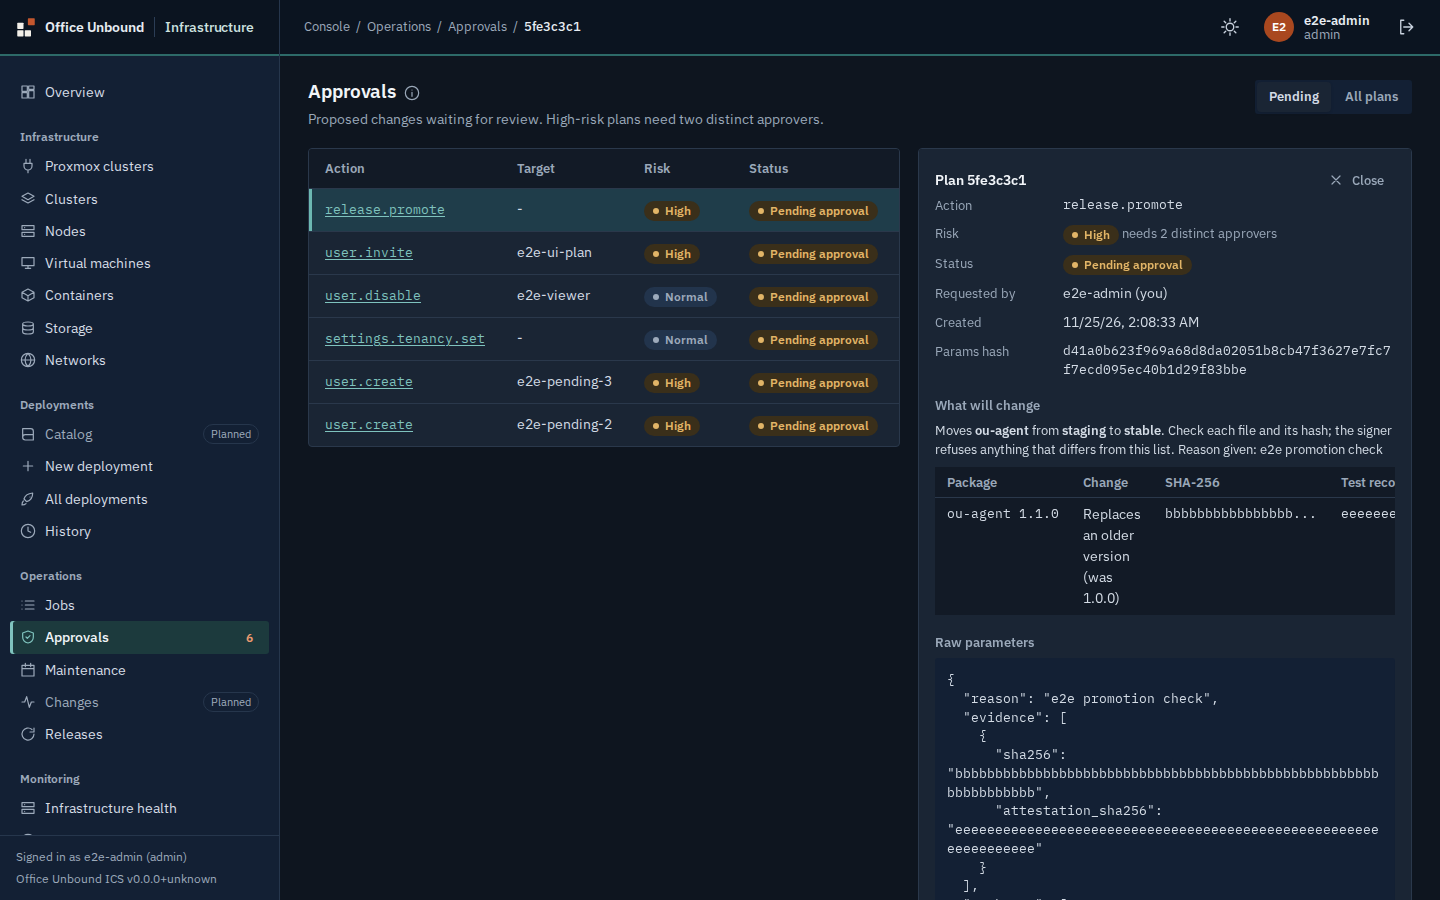 Office Unbound Infrastructure
Console / Operations / Approvals / 5fe3c3c1
E2
e2e-admin
admin
Overview
Infrastructure
Proxmox clusters
Clusters
Nodes
Virtual machines
Containers
Storage
Networks
Deployments
Catalog Planned
New deployment
All deployments
History
Operations
Jobs
Approvals 6
Maintenance
Changes Planned
Releases
Monitoring
Infrastructure health
Signed in as e2e-admin (admin)
Office Unbound ICS v0.0.0+unknown
Approvals
Proposed changes waiting for review. High-risk plans need two distinct approvers.
Pending All plans
Action Target Risk Status
release.promote - High Pending approval
user.invite e2e-ui-plan High Pending approval
user.disable e2e-viewer Normal Pending approval
settings.tenancy.set - Normal Pending approval
user.create e2e-pending-3 High Pending approval
user.create e2e-pending-2 High Pending approval
Plan 5fe3c3c1 Close
Action release.promote
Risk High needs 2 distinct approvers
Status Pending approval
Requested by e2e-admin (you)
Created 11/25/26, 2:08:33 AM
Params hash d41a0b623f969a68d8da02051b8cb47f3627e7fc7
f7ecd095ec40b1d29f83bbe
What will change
Moves ou-agent from staging to stable. Check each file and its hash; the signer
refuses anything that differs from this list. Reason given: e2e promotion check
Package Change SHA-256 Test reco
ou-agent 1.1.0 Replaces bbbbbbbbbbbbbbbb... eeeeeee
an older
version
(was
1.0.0)
Raw parameters
{
"reason": "e2e promotion check",
"evidence": [
{
"sha256":
"bbbbbbbbbbbbbbbbbbbbbbbbbbbbbbbbbbbbbbbbbbbbbbbbbbbbb
bbbbbbbbbbb",
"attestation_sha256":
"eeeeeeeeeeeeeeeeeeeeeeeeeeeeeeeeeeeeeeeeeeeeeeeeeeeee
eeeeeeeeeee"
}
],